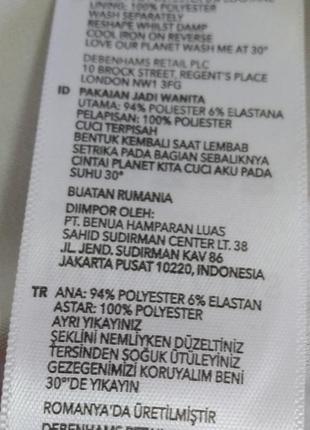 LINING: 100% POLYESTER
WASH SEPARATELY
RESHAPE WHILST DAMP
COOL IRON ON REVERSE
LOVE OUR PLANET WASH ME AT 30°
DEBENHAMS RETAIL PLC
10 BROCK STREET, REGENT'S PLACE
LONDON NW1 3FG
ID PAKAIAN JADI WANITA
UTAMA: 94% POLIESTER 6% ELASTANA
PELAPISAN: 100% POLIESTER
CUCI TERPISAH
BENTUK KEMBALI SAAT LEMBAB
SETRIKA PADA BAGIAN SEBALIKNYA
CINTAI PLANET KITA CUCI AKU PADA
SUHU 30°
BUATAN RUMANIA
DIIMPOR OLEH:
PT. BENUA HAMPARAN LUAS
SAHID SUDIRMAN CENTER LT. 38
JL. JEND. SUDIRMAN KAV 86
JAKARTA PUSAT 10220, INDONESIA
TR ANA: 94% POLYESTER 6% ELASTAN
ASTAR: 100% POLYESTER
AYRI YIKAYINIZ
ŞEKLİNİ NEMLİYKEN DÜZELTİNİZ
TERSİNDEN SOĞUK ÜTÜLEYİNİZ
GEZEGENİMİZİ KORUYALIM BENİ
30°'DE YIKAYIN
ROMANYA'DA ÜRETİLMİŞTİR
DEBENHAMS RETAIL